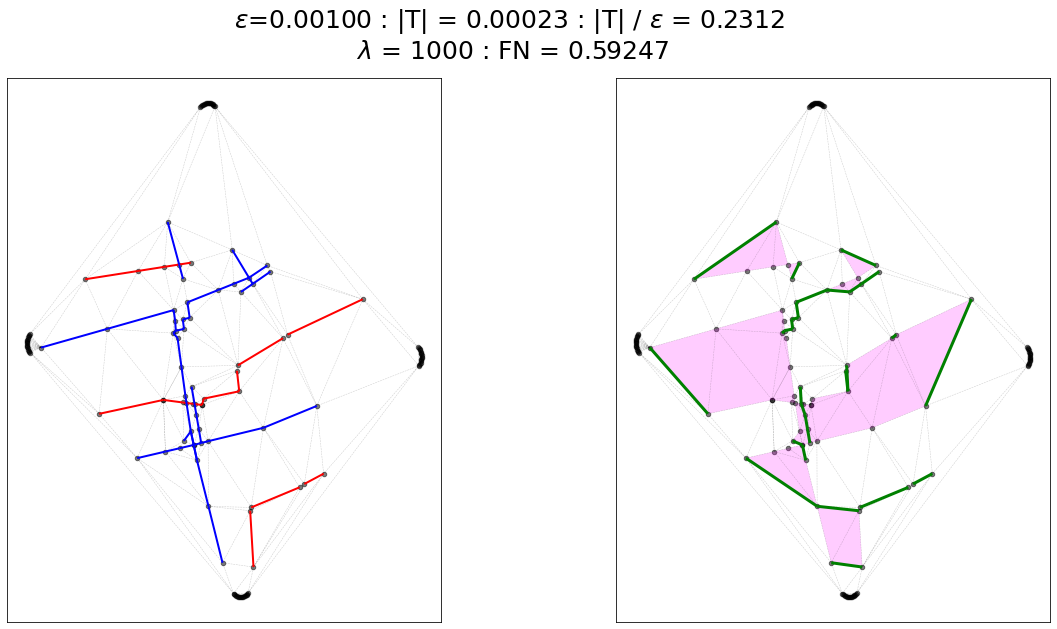 ε=0.00100 : |T| = 0.00023 : |T| / ε = 0.2312
λ = 1000 : FN = 0.59247